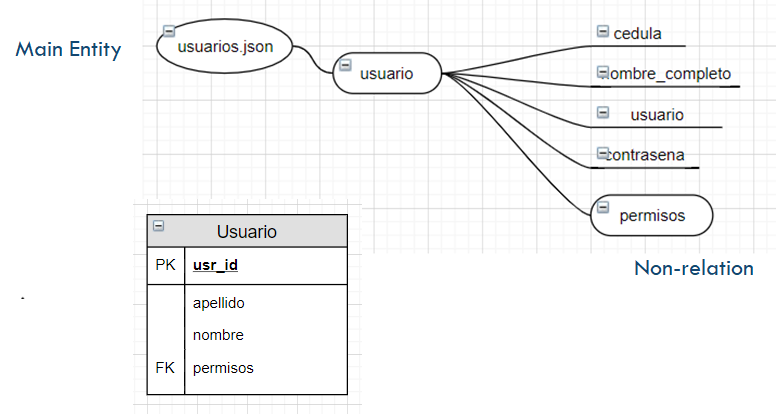 Main Entity
usuarios.json
usuario
cedula
nombre_completo
usuario
contrasena
permisos
Non-relation
Usuario
PK usr_id
apellido
nombre
FK permisos